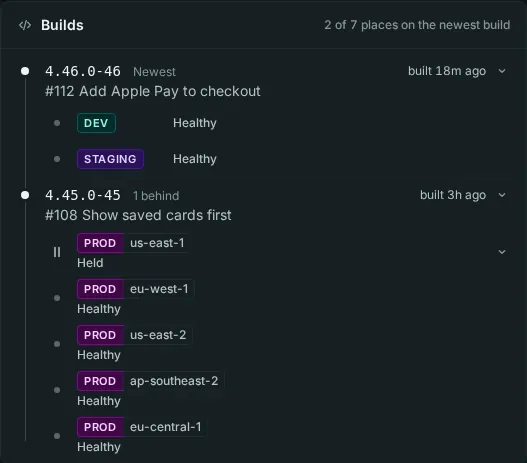 Builds 2 of 7 places on the newest build
4.46.0-46 Newest built 18m ago
#112 Add Apple Pay to checkout
DEV Healthy
STAGING Healthy
4.45.0-45 1 behind built 3h ago
#108 Show saved cards first
PROD us-east-1
Held
PROD eu-west-1
Healthy
PROD us-east-2
Healthy
PROD ap-southeast-2
Healthy
PROD eu-central-1
Healthy